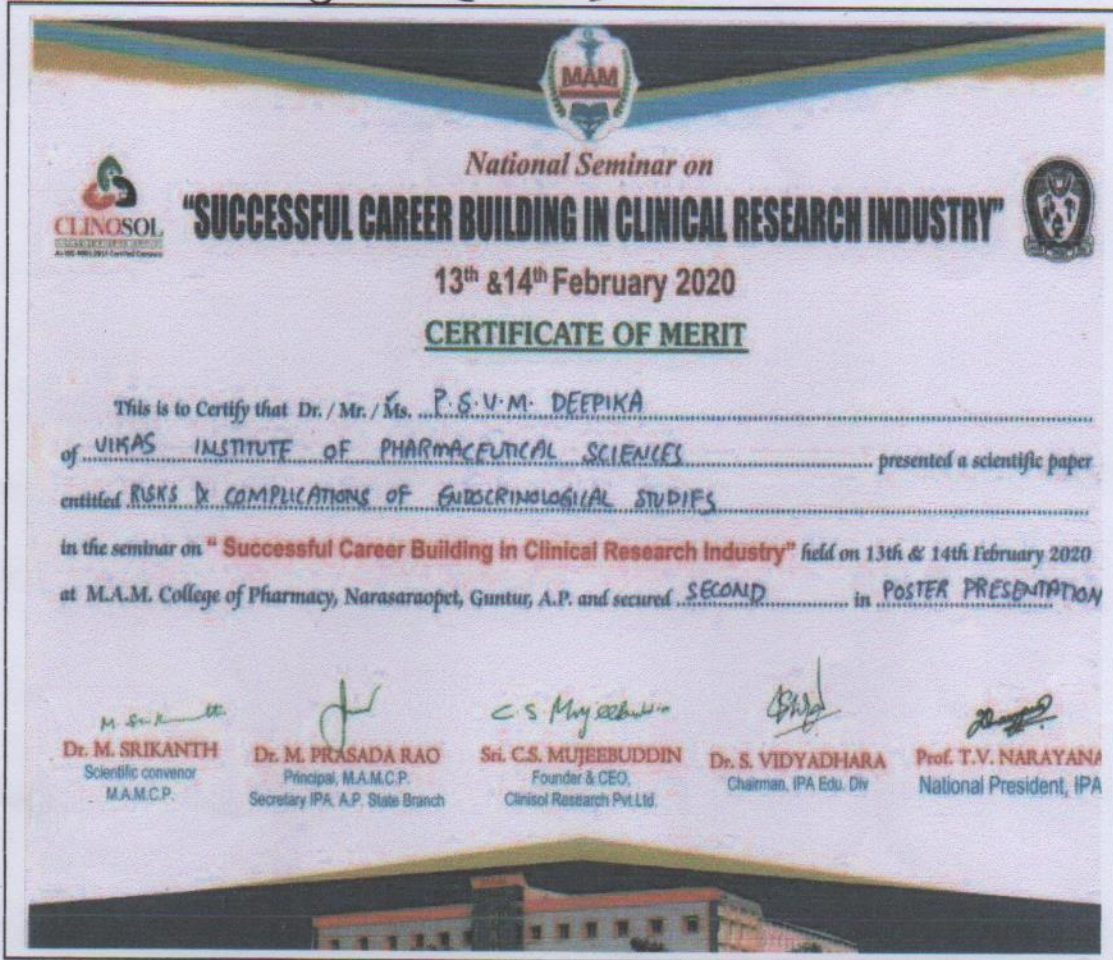 MAM
National Seminar on
CLINOSOL
"SUCCESSFUL CAREER BUILDING IN CLINICAL RESEARCH INDUSTRY"
13th &14th February 2020
CERTIFICATE OF MERIT
This is to Certify that Dr. / Mr. / Ms. P.S.V.M. DEEPIKA
of VIKAS INSTITUTE OF PHARMACEUTICAL SCIENCES presented a scientific paper
entitled RISKS & COMPLICATIONS OF ENDOCRINOLOGICAL STUDIES
in the seminar on " Successful Career Building in Clinical Research Industry" held on 13th & 14th February 2020
at M.A.M. College of Pharmacy, Narasaraopet, Guntur, A.P. and secured SECOND in POSTER PRESENTATION
Dr. M. SRIKANTH Dr. M. PRASADA RAO Sri. C.S. MUJEEBUDDIN Dr. S. VIDYADHARA Prof. T.V. NARAYANA
Scientific convenor Principal, M.A.M.C.P. Founder & CEO, Chairman, IPA Edu. Div National President, IPA
M.A.M.C.P. Secretary IPA, A.P. State Branch Clinisol Research Pvt.Ltd.